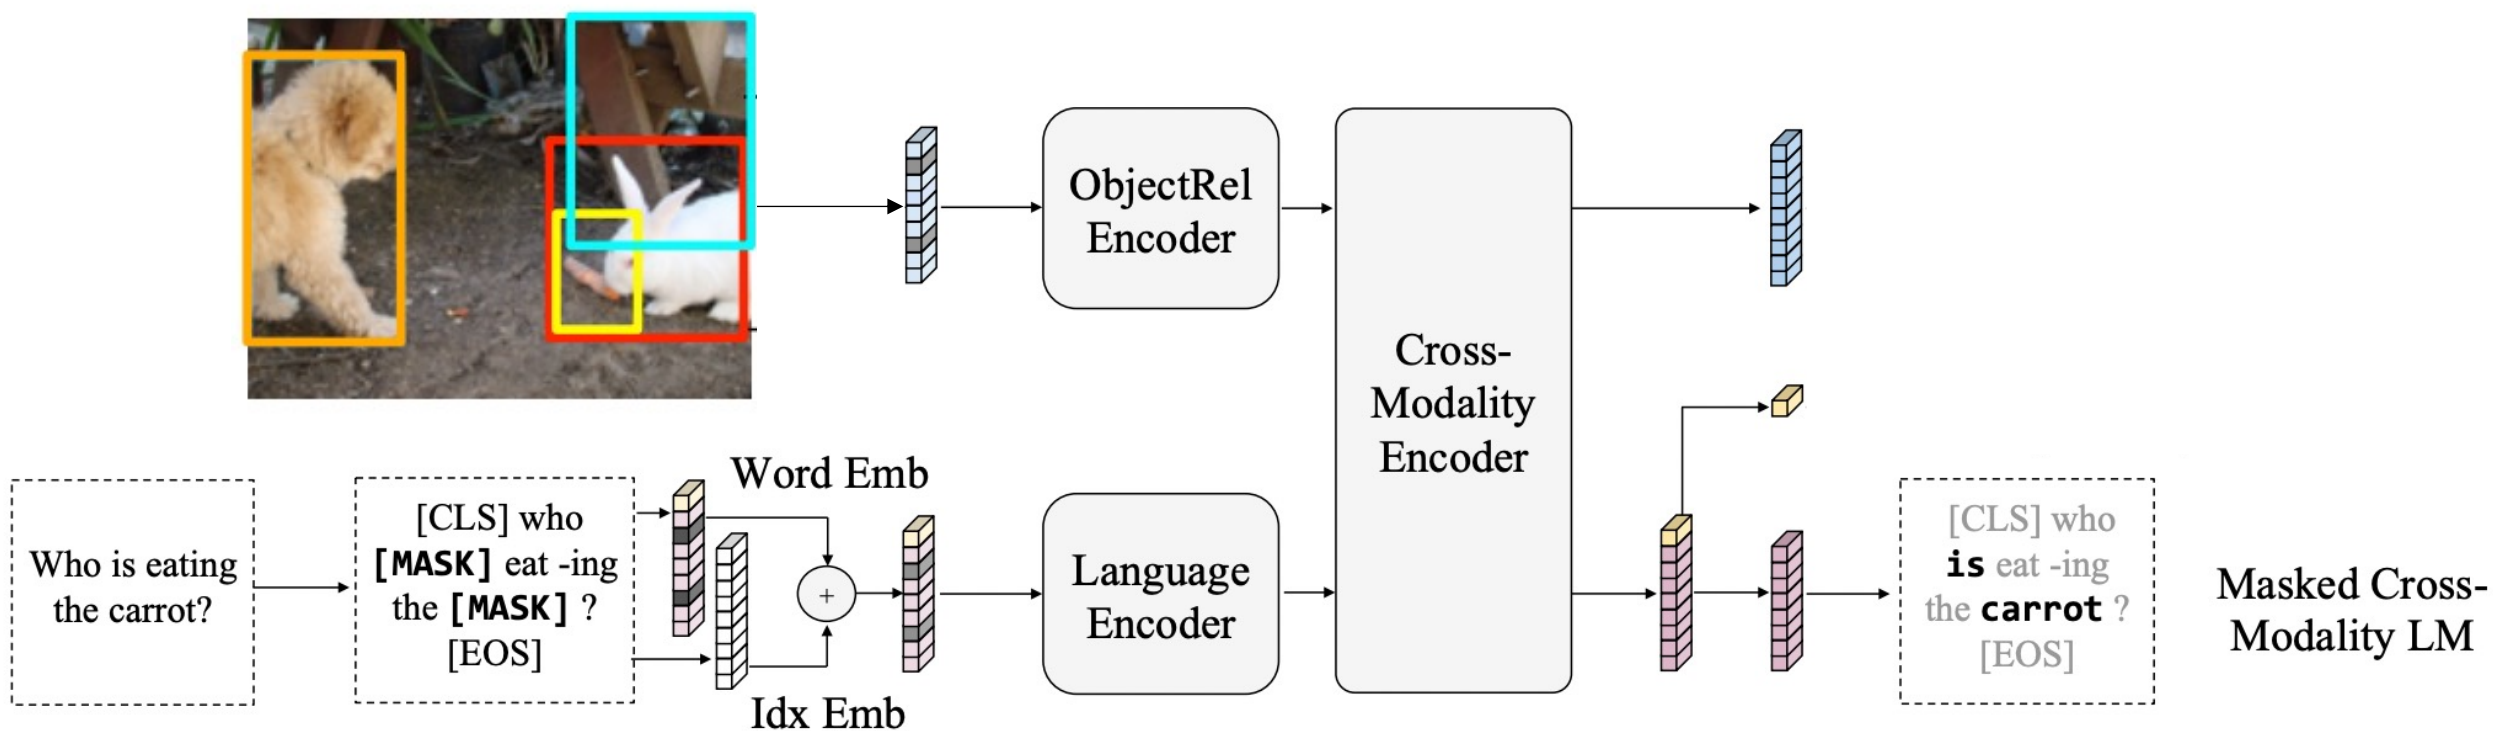 ObjectRel
Encoder
Cross-
Modality
Encoder
Word Emb
Who is eating
the carrot?
[CLS] who
[MASK] eat -ing
the [MASK] ?
[EOS]
+
Idx Emb
Language
Encoder
[CLS] who
is eat -ing
the carrot ?
[EOS]
Masked Cross-
Modality LM